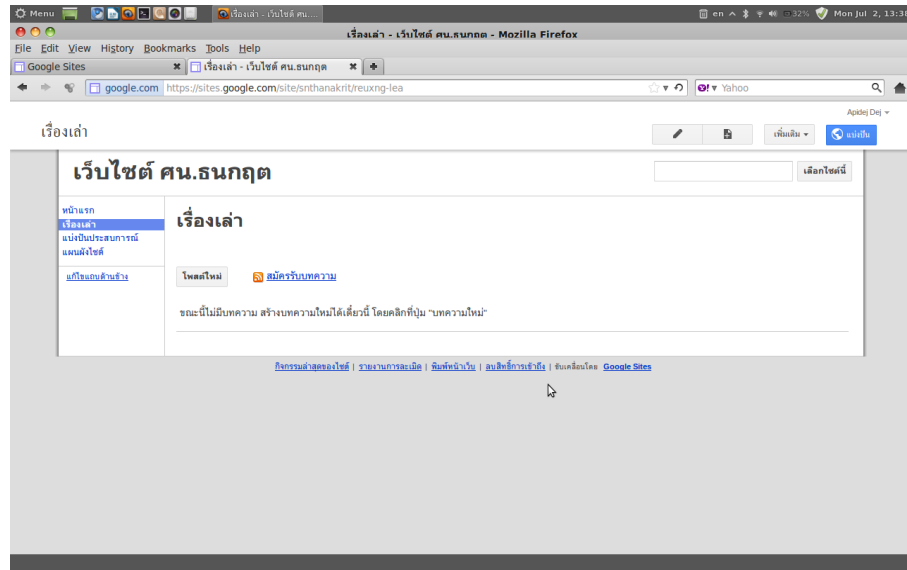 Menu เรื่องเล่า - เว็บไซต์ ศน.... en 32% Mon Jul 2, 13:38
เรื่องเล่า - เว็บไซต์ ศน.ธนกฤต - Mozilla Firefox
File Edit View History Bookmarks Tools Help
Google Sites เรื่องเล่า - เว็บไซต์ ศน.ธนกฤต
google.com https://sites.google.com/site/snthanakrit/reuxng-lea Yahoo
Apidej Dej
เรื่องเล่า เพิ่มเติม แบ่งปัน
เว็บไซต์ ศน.ธนกฤต เลือกไซต์นี้
หน้าแรก
เรื่องเล่า
แบ่งปันประสบการณ์
แผนผังไซต์
แก้ไขแถบด้านข้าง
เรื่องเล่า
โพสต์ใหม่ สมัครรับบทความ
ขณะนี้ไม่มีบทความ สร้างบทความใหม่ได้เดี๋ยวนี้ โดยคลิกที่ปุ่ม "บทความใหม่"
กิจกรรมล่าสุดของไซต์ | รายงานการละเมิด | พิมพ์หน้าเว็บ | ลบสิทธิ์การเข้าถึง | ขับเคลื่อนโดย Google Sites